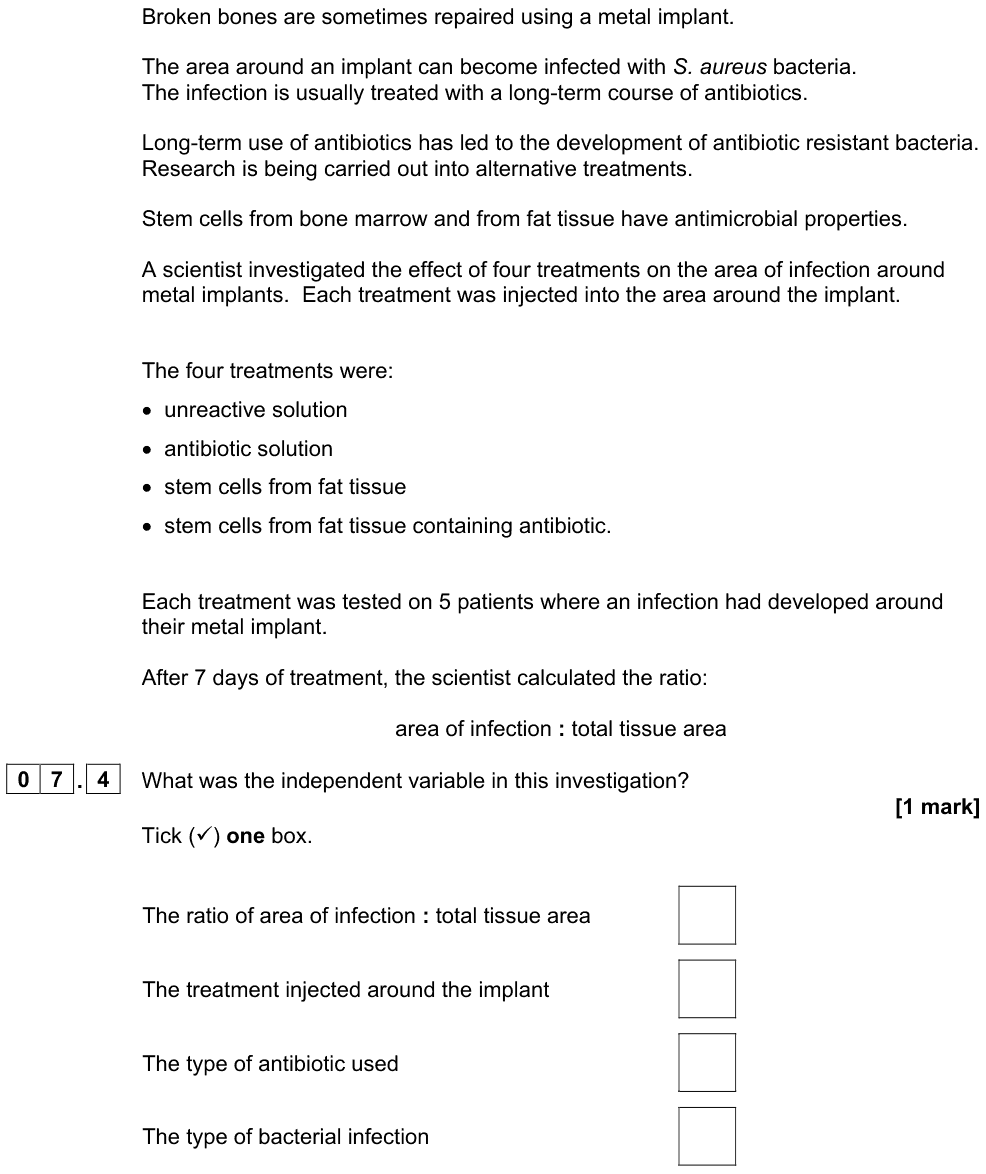 Broken bones are sometimes repaired using a metal implant.
The area around an implant can become infected with S. aureus bacteria.
The infection is usually treated with a long-term course of antibiotics.
Long-term use of antibiotics has led to the development of antibiotic resistant bacteria.
Research is being carried out into alternative treatments.
Stem cells from bone marrow and from fat tissue have antimicrobial properties.
A scientist investigated the effect of four treatments on the area of infection around
metal implants.  Each treatment was injected into the area around the implant.
The four treatments were:
• unreactive solution
• antibiotic solution
• stem cells from fat tissue
• stem cells from fat tissue containing antibiotic.
Each treatment was tested on 5 patients where an infection had developed around
their metal implant.
After 7 days of treatment, the scientist calculated the ratio:
area of infection : total tissue area
0 7 . 4 What was the independent variable in this investigation?
[1 mark]
Tick (✓) one box.
The ratio of area of infection : total tissue area
The treatment injected around the implant
The type of antibiotic used
The type of bacterial infection